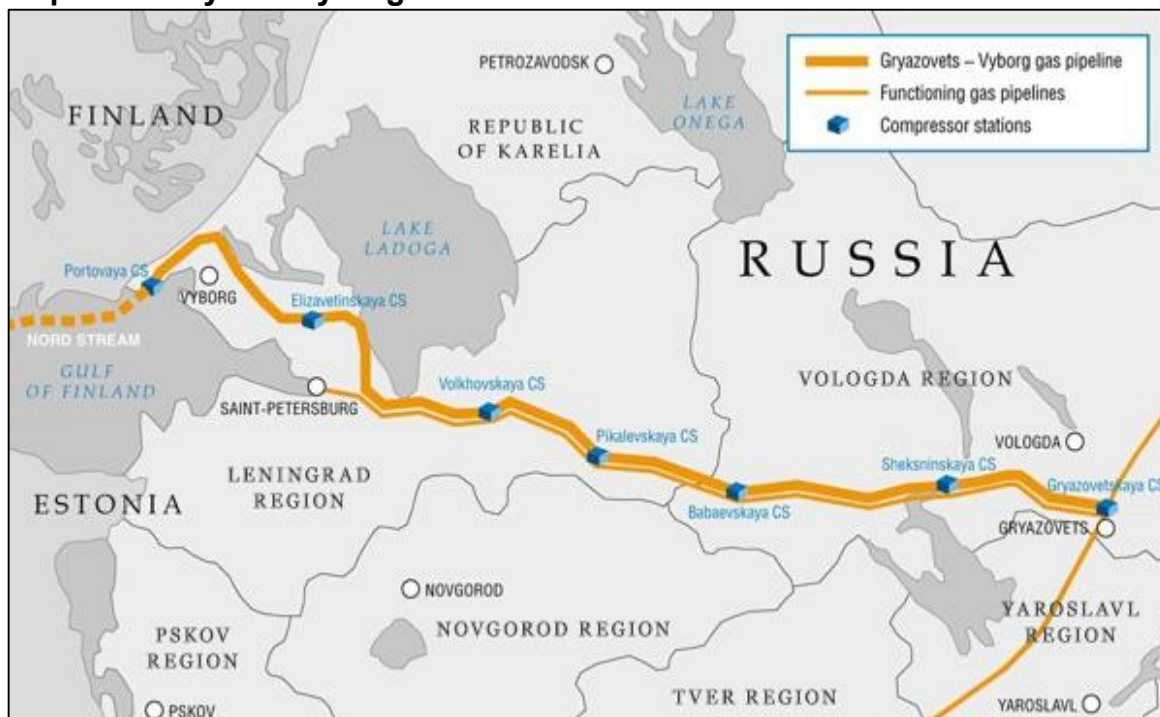 PETROZAVODSK
FINLAND
LAKE
ONEGA
REPUBLIC
OF KARELIA
Gryazovets – Vyborg gas pipeline
Functioning gas pipelines
Compressor stations
LAKE
LADOGA
RUSSIA
Portovaya CS
VYBORG
Elizavetinskaya CS
NORD STREAM
GULF
OF FINLAND
SAINT-PETERSBURG
Volkhovskaya CS
VOLOGDA REGION
Pikalevskaya CS
VOLOGDA
LENINGRAD
REGION
Sheksninskaya CS
Gryazovetskaya CS
ESTONIA
Babaevskaya CS
GRYAZOVETS
NOVGOROD
NOVGOROD REGION
YAROSLAVL
REGION
PSKOV
REGION
TVER REGION
PSKOV
YAROSLAVL